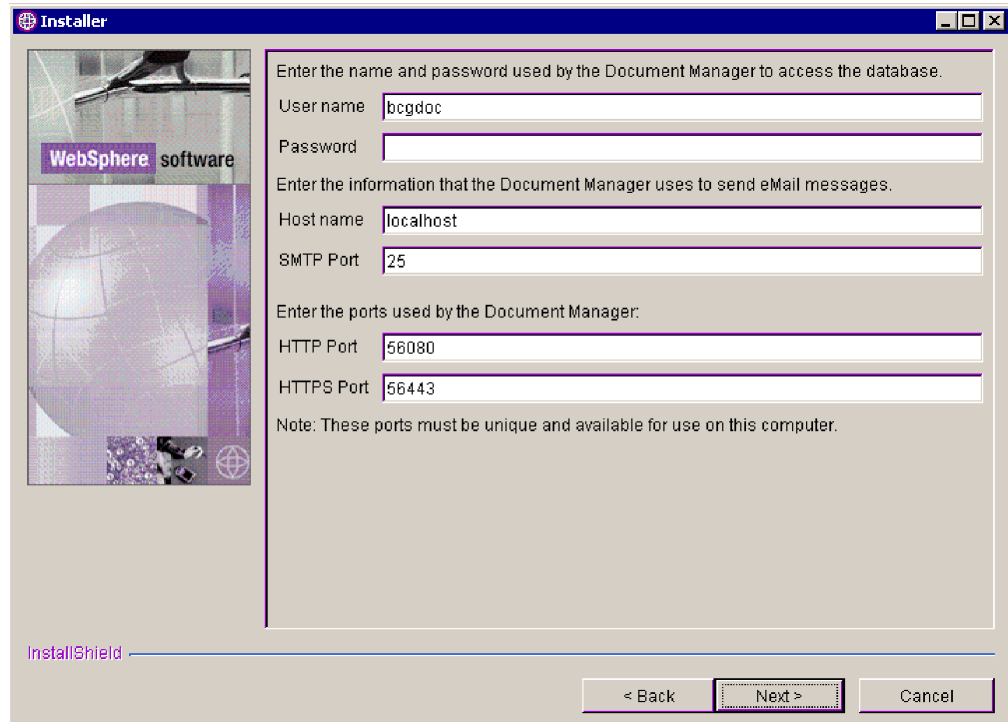 Installer
WebSphere software
Enter the name and password used by the Document Manager to access the database.
User name bcgdoc
Password
Enter the information that the Document Manager uses to send eMail messages.
Host name localhost
SMTP Port 25
Enter the ports used by the Document Manager:
HTTP Port 56080
HTTPS Port 56443
Note: These ports must be unique and available for use on this computer.
InstallShield
< Back Next > Cancel